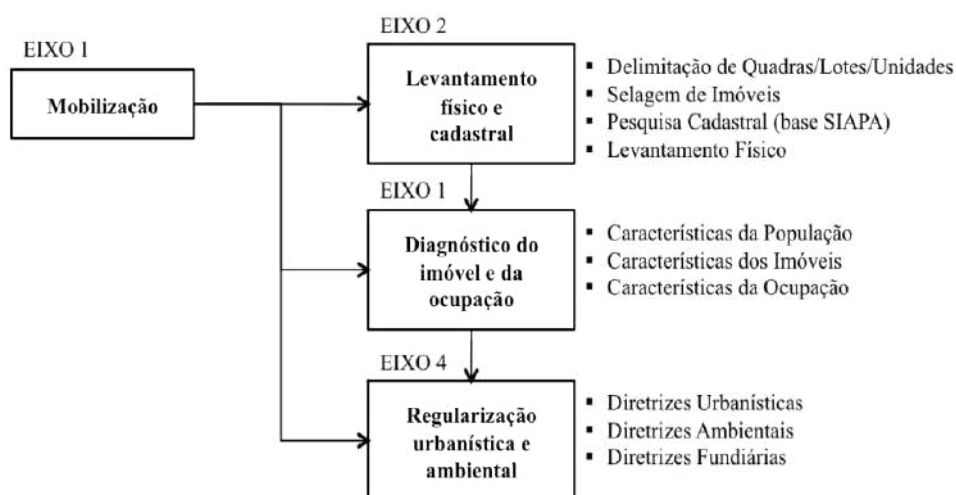 EIXO 1
Mobilização
EIXO 2
Levantamento
físico e
cadastral
▪ Delimitação de Quadras/Lotes/Unidades
▪ Selagem de Imóveis
▪ Pesquisa Cadastral (base SIAPA)
▪ Levantamento Físico
EIXO 1
Diagnóstico do
imóvel e da
ocupação
▪ Características da População
▪ Características dos Imóveis
▪ Características da Ocupação
EIXO 4
Regularização
urbanística e
ambiental
▪ Diretrizes Urbanísticas
▪ Diretrizes Ambientais
▪ Diretrizes Fundiárias